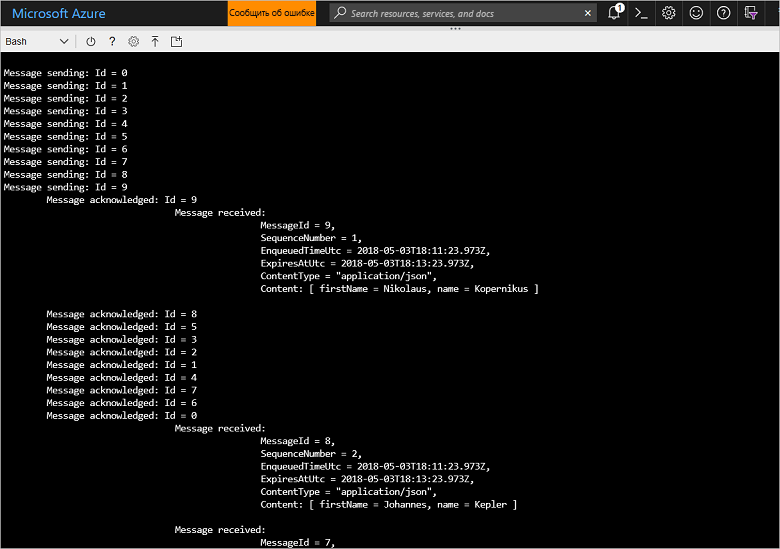 Microsoft Azure
Сообщить об ошибке
Search resources, services, and docs
1
Bash
Message sending: Id = 0
Message sending: Id = 1
Message sending: Id = 2
Message sending: Id = 3
Message sending: Id = 4
Message sending: Id = 5
Message sending: Id = 6
Message sending: Id = 7
Message sending: Id = 8
Message sending: Id = 9
Message acknowledged: Id = 9
Message received:
MessageId = 9,
SequenceNumber = 1,
EnqueuedTimeUtc = 2018-05-03T18:11:23.973Z,
ExpiresAtUtc = 2018-05-03T18:13:23.973Z,
ContentType = "application/json",
Content: [ firstName = Nikolaus, name = Kopernikus ]
Message acknowledged: Id = 8
Message acknowledged: Id = 5
Message acknowledged: Id = 3
Message acknowledged: Id = 2
Message acknowledged: Id = 1
Message acknowledged: Id = 4
Message acknowledged: Id = 7
Message acknowledged: Id = 6
Message acknowledged: Id = 0
Message received:
MessageId = 8,
SequenceNumber = 2,
EnqueuedTimeUtc = 2018-05-03T18:11:23.973Z,
ExpiresAtUtc = 2018-05-03T18:13:23.973Z,
ContentType = "application/json",
Content: [ firstName = Johannes, name = Kepler ]
Message received:
MessageId = 7,